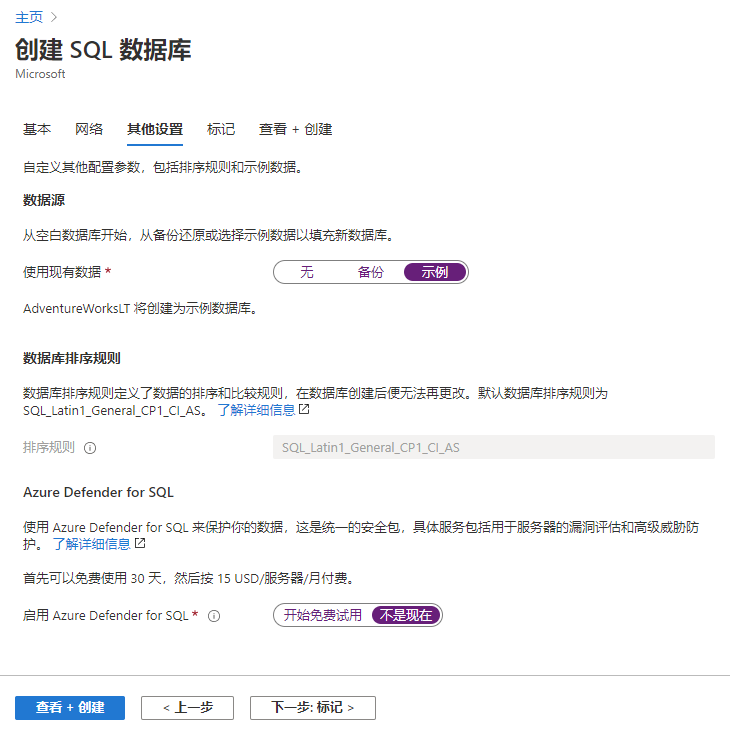 主页 >
创建 SQL 数据库
Microsoft
基本 网络 其他设置 标记 查看 + 创建
自定义其他配置参数，包括排序规则和示例数据。
数据源
从空白数据库开始，从备份还原或选择示例数据以填充新数据库。
使用现有数据 * 无 备份 示例
AdventureWorksLT 将创建为示例数据库。
数据库排序规则
数据库排序规则定义了数据的排序和比较规则，在数据库创建后便无法再更改。默认数据库排序规则为
SQL_Latin1_General_CP1_CI_AS。 了解详细信息
排序规则 SQL_Latin1_General_CP1_CI_AS
Azure Defender for SQL
使用 Azure Defender for SQL 来保护你的数据，这是统一的安全包，具体服务包括用于服务器的漏洞评估和高级威胁防
护。 了解详细信息
首先可以免费使用 30 天，然后按 15 USD/服务器/月付费。
启用 Azure Defender for SQL * 开始免费试用 不是现在
查看 + 创建 < 上一步 下一步: 标记 >